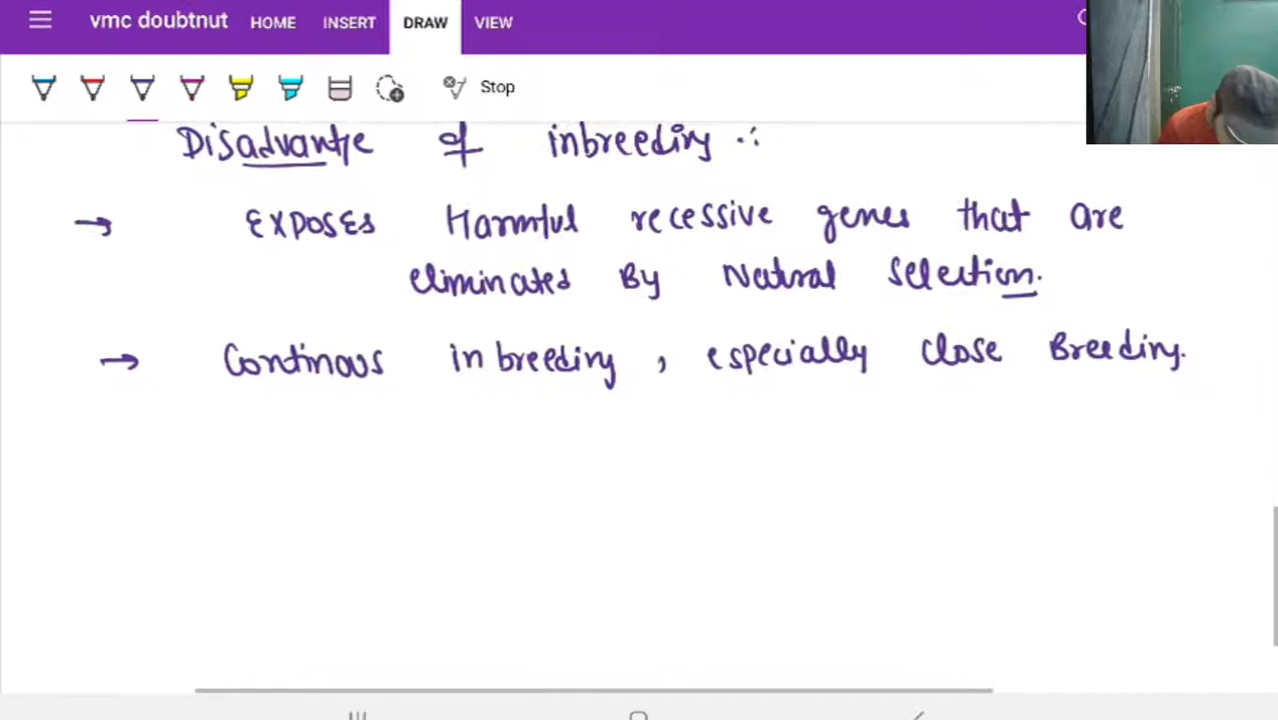 vmc doubtnut HOME INSERT DRAW VIEW
Stop
Disadvantge of inbreeding :-
→ Exposes Harmful recessive genes that are
eliminated By Natural Selection.
→ Continous inbreeding, especially close Breeding.